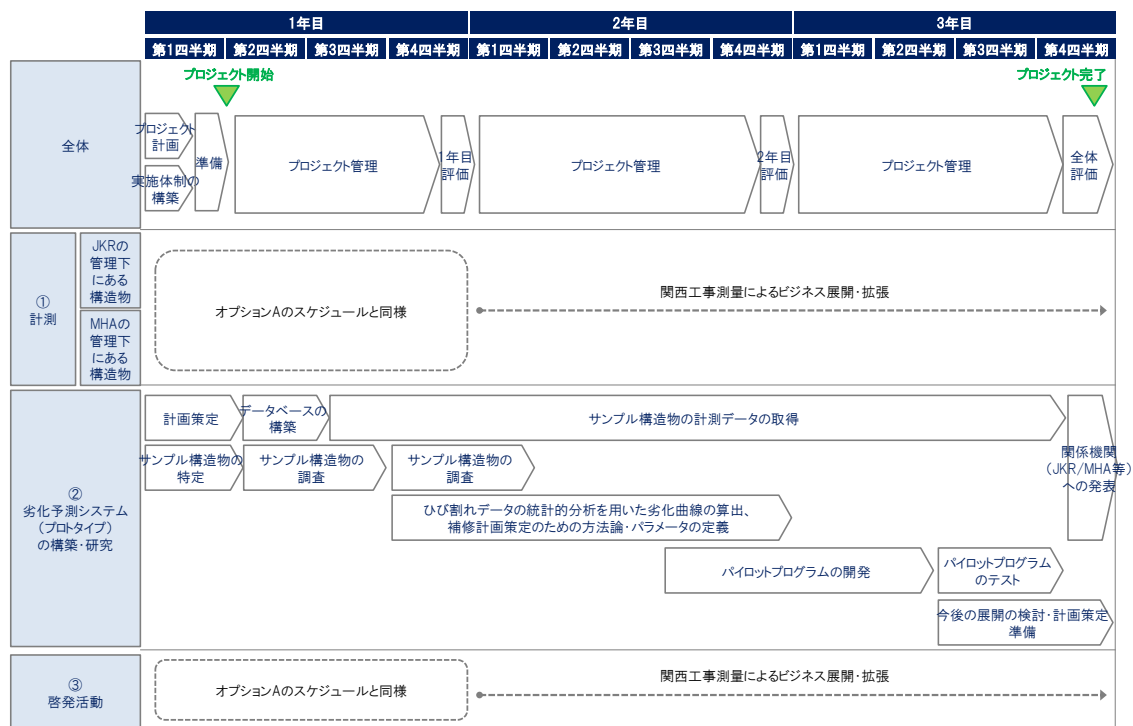 1年目
2年目
3年目
第1四半期
第2四半期
第3四半期
第4四半期
第1四半期
第2四半期
第3四半期
第4四半期
第1四半期
第2四半期
第3四半期
第4四半期
プロジェクト開始
プロジェクト完了
全体
プロジェクト
計画
実施体制の
構築
準備
プロジェクト管理
1年目
評価
プロジェクト管理
2年目
評価
プロジェクト管理
全体
評価
①
計測
JKRの
管理下
にある
構造物
MHAの
管理下
にある
構造物
オプションAのスケジュールと同様
関西工事測量によるビジネス展開・拡張
②
劣化予測システム
(プロトタイプ)
の構築・研究
計画策定
データベースの
構築
サンプル構造物の計測データの取得
関係機関
(JKR/MHA等)
への発表
サンプル構造物の
特定
サンプル構造物の
調査
サンプル構造物の
調査
ひび割れデータの統計的分析を用いた劣化曲線の算出、
補修計画策定のための方法論・パラメータの定義
パイロットプログラムの開発
パイロットプログラム
のテスト
今後の展開の検討・計画策定
準備
③
啓発活動
オプションAのスケジュールと同様
関西工事測量によるビジネス展開・拡張